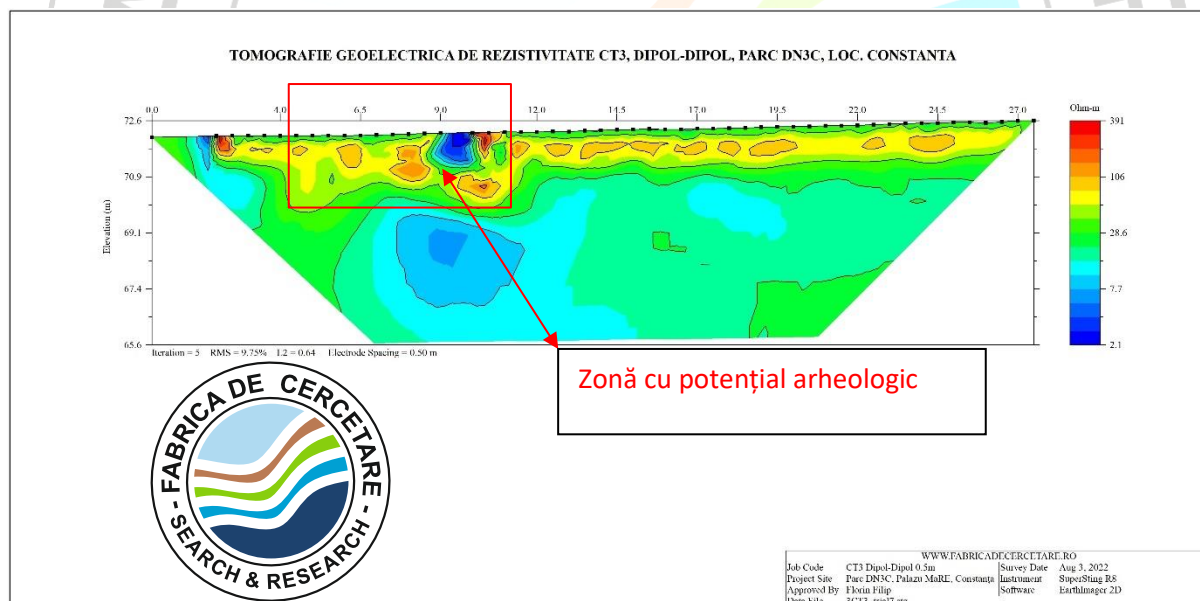 TOMOGRAFIE GEOELECTRICA DE REZISTIVITATE CT3, DIPOL-DIPOL, PARC DN3C, LOC. CONSTANTA
0.0 4.0 6.5 9.0 12.0 14.5 17.0 19.5 22.0 24.5 27.0
Ohm-m
72.6
70.9
69.1
67.4
65.6
Elevation (m)
391
106
28.6
7.7
2.1
Iteration = 5 RMS = 9.75% L2 = 0.64 Electrode Spacing = 0.50 m
Zonă cu potențial arheologic
FABRICA DE CERCETARE
- SEARCH & RESEARCH -
WWW.FABRICADECERCETARE.RO
Job Code CT3 Dipol-Dipol 0.5m Survey Date Aug 3, 2022
Project Site Parc DN3C, Palazu MaRE, Constanța Instrument SuperSting R8
Approved By Florin Filip Software EarthImager 2D